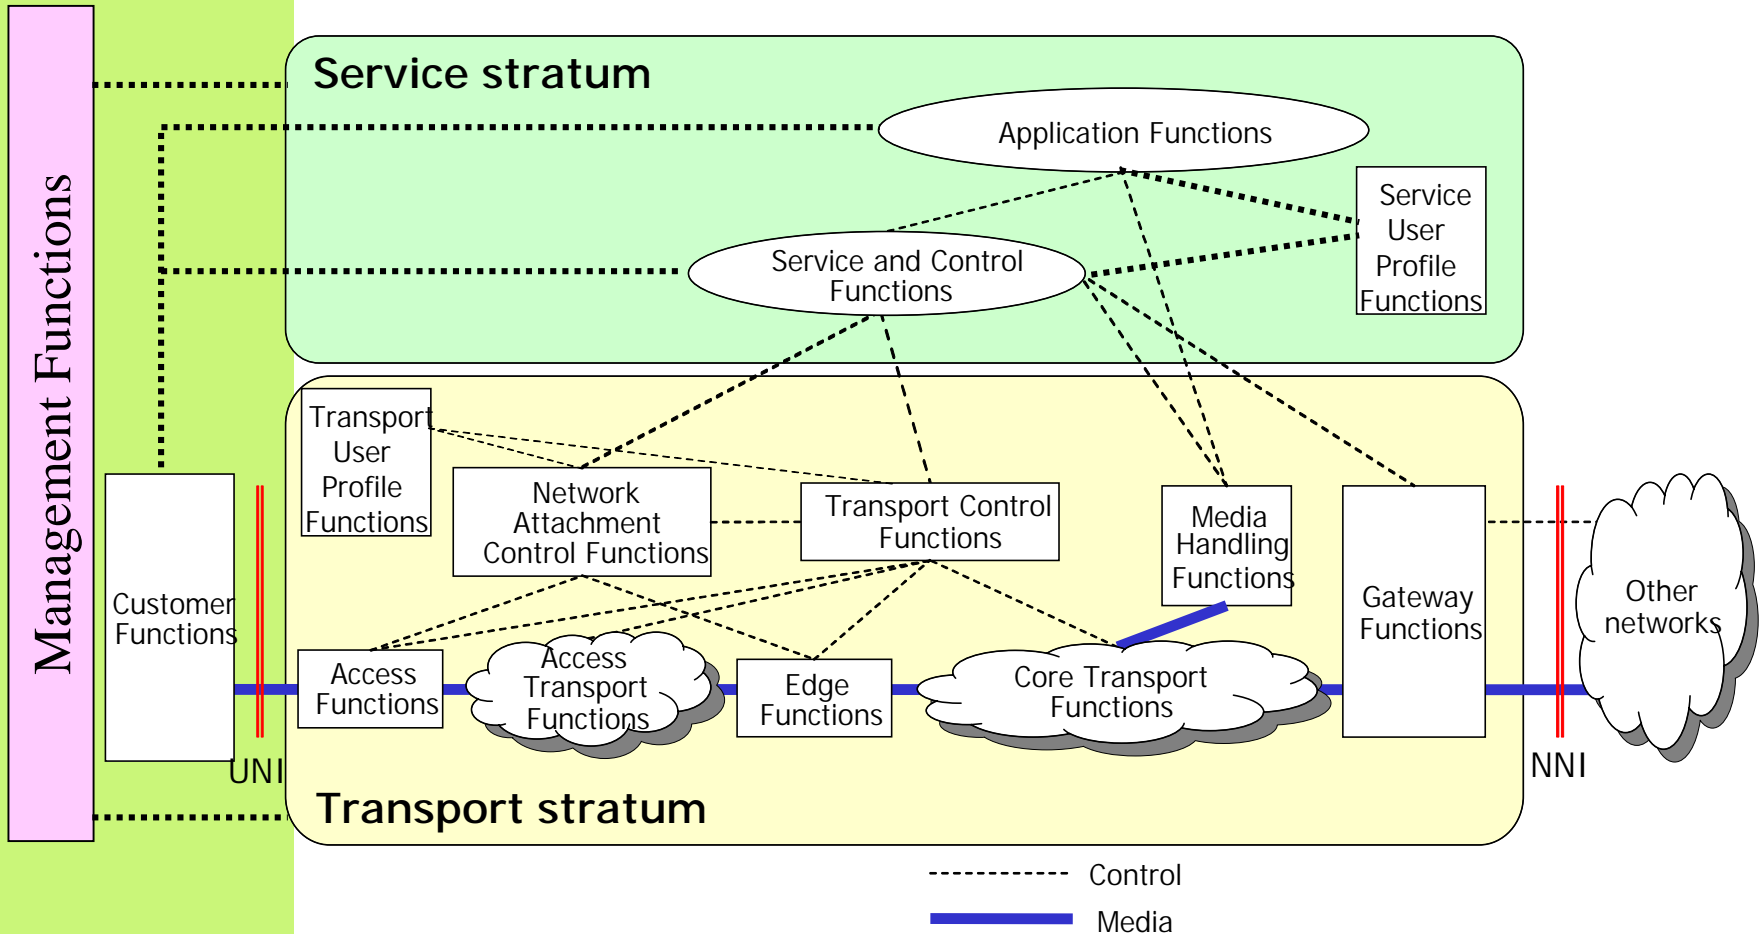 Management Functions
Service stratum
Application Functions
Service
User
Profile
Functions
Service and Control
Functions
Transport
User
Profile
Functions
Network
Attachment
Control Functions
Transport Control
Functions
Media
Handling
Functions
Gateway
Functions
Other
networks
Customer
Functions
Access
Functions
Access
Transport
Functions
Edge
Functions
Core Transport
Functions
UNI
NNI
Transport stratum
Control
Media